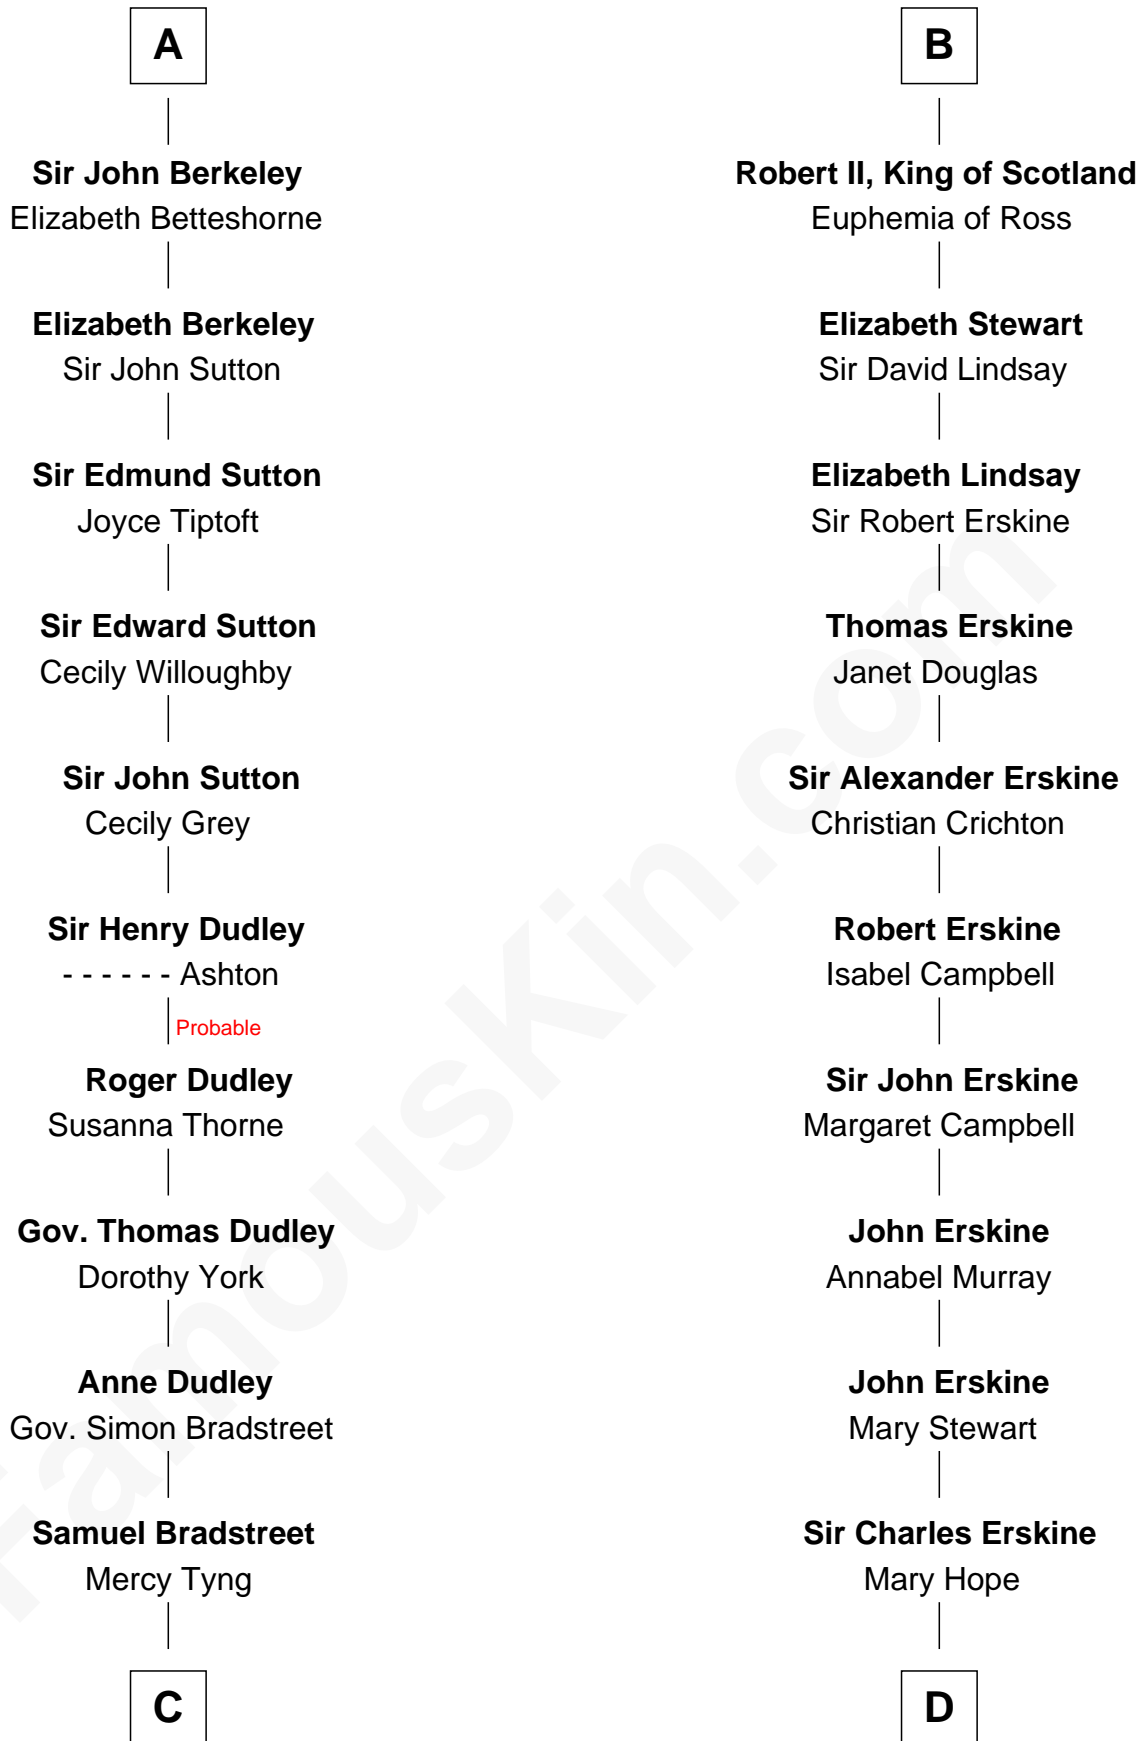 A
Sir John Berkeley
Elizabeth Betteshorne
Elizabeth Berkeley
Sir John Sutton
Sir Edmund Sutton
Joyce Tiptoft
Sir Edward Sutton
Cecily Willoughby
Sir John Sutton
Cecily Grey
Sir Henry Dudley
- - - - - - Ashton
Probable
Roger Dudley
Susanna Thorne
Gov. Thomas Dudley
Dorothy York
Anne Dudley
Gov. Simon Bradstreet
Samuel Bradstreet
Mercy Tyng
C
B
Robert II, King of Scotland
Euphemia of Ross
Elizabeth Stewart
Sir David Lindsay
Elizabeth Lindsay
Sir Robert Erskine
Thomas Erskine
Janet Douglas
Sir Alexander Erskine
Christian Crichton
Robert Erskine
Isabel Campbell
Sir John Erskine
Margaret Campbell
John Erskine
Annabel Murray
John Erskine
Mary Stewart
Sir Charles Erskine
Mary Hope
D
FamousKin.com